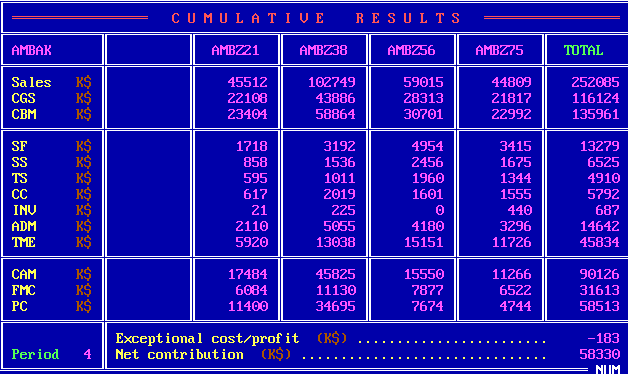 CUMULATIVE RESULTS
AMBAK AMBZ21 AMBZ38 AMBZ56 AMBZ75 TOTAL
Sales K$ 45512 102749 59015 44809 252085
CGS K$ 22108 43886 28313 21817 116124
CBM K$ 23404 58864 30701 22992 135961
SF K$ 1718 3192 4954 3415 13279
SS K$ 858 1536 2456 1675 6525
TS K$ 595 1011 1960 1344 4910
CC K$ 617 2019 1601 1555 5792
INV K$ 21 225 0 440 687
ADM K$ 2110 5055 4180 3296 14642
TME K$ 5920 13038 15151 11726 45834
CAM K$ 17484 45825 15550 11266 90126
FMC K$ 6084 11130 7877 6522 31613
PC K$ 11400 34695 7674 4744 58513
Exceptional cost/profit (K$) ........................ -183
Period 4 Net contribution (K$) ............................... 58330
NUM